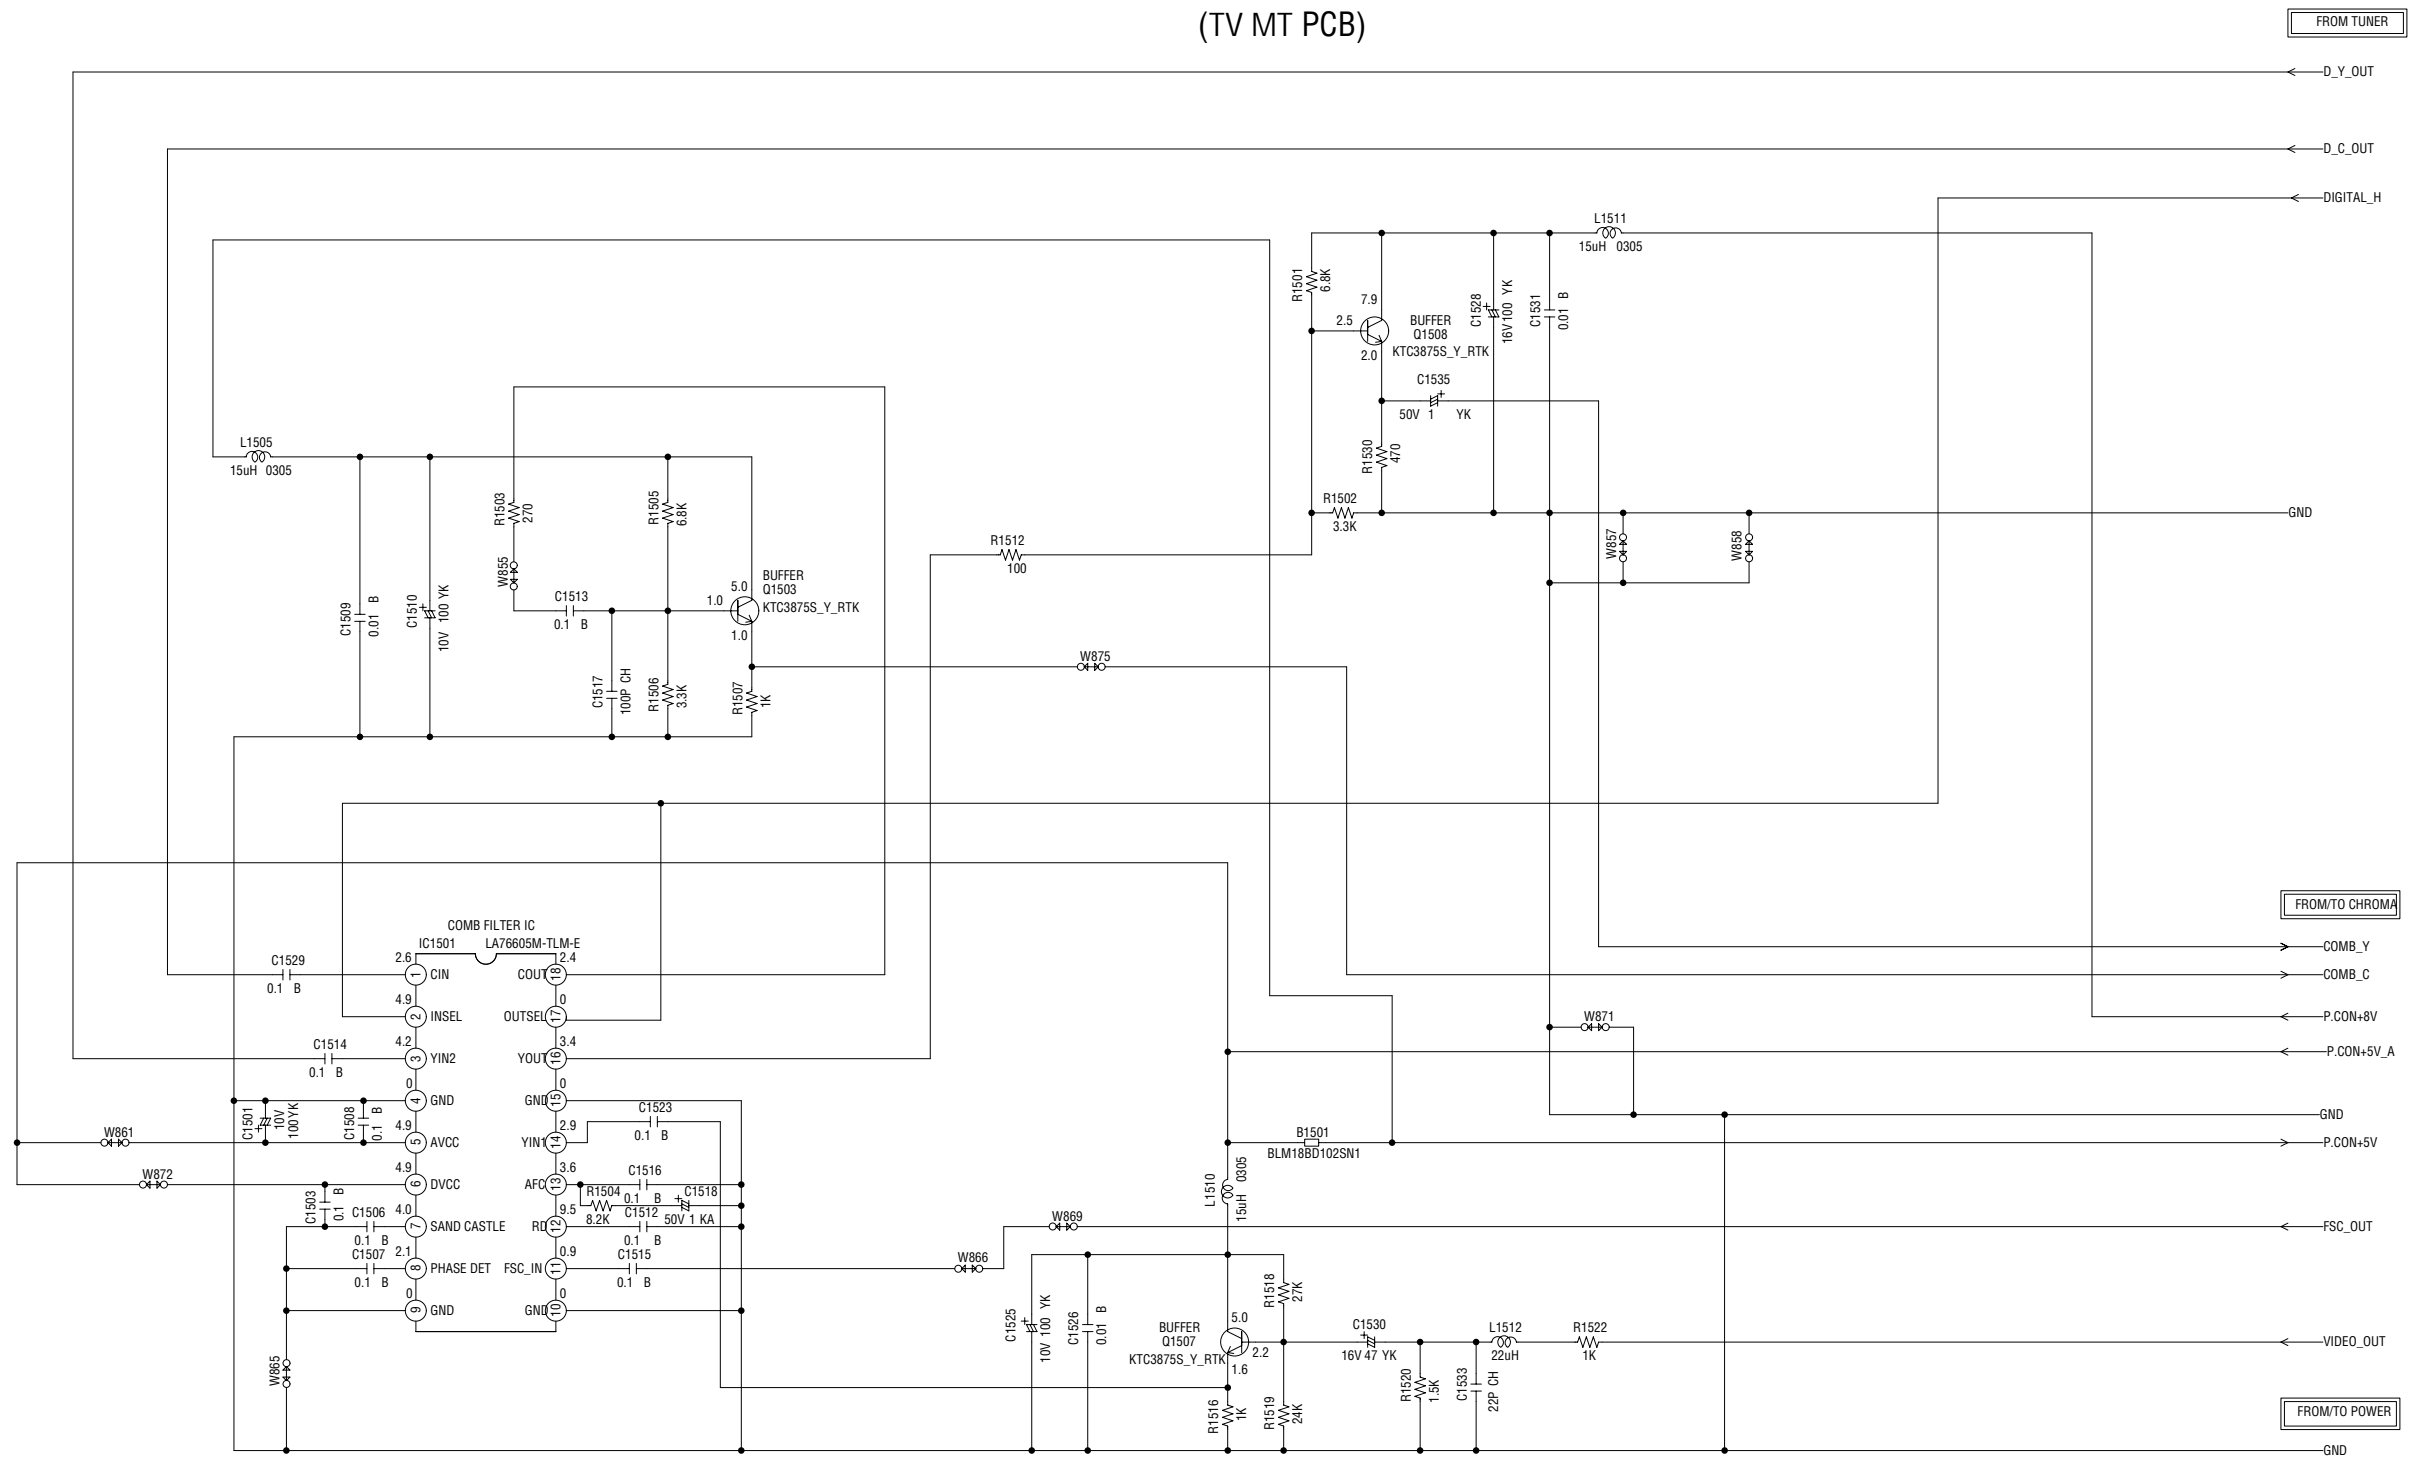 (TV MT PCB)
FROM TUNER
D_Y_OUT
D_C_OUT
DIGITAL_H
L1511
15uH 0305
R1501
6.8K
7.9
2.5
2.0
BUFFER
Q1508
KTC3875S_Y_RTK
C1528
16V 100 YK
C1531
0.01 B
C1535
50V 1 YK
R1530
470
R1502
3.3K
GND
W857
W858
L1505
15uH 0305
R1503
270
R1505
6.8K
W855
C1509
0.01 B
C1510
10V 100 YK
C1513
0.1 B
5.0
1.0
1.0
BUFFER
Q1503
KTC3875S_Y_RTK
C1517
100P CH
R1506
3.3K
R1507
1K
R1512
100
W875
FROM/TO CHROMA
COMB_Y
COMB_C
P.CON+8V
P.CON+5V_A
GND
P.CON+5V
FSC_OUT
VIDEO_OUT
FROM/TO POWER
GND
COMB FILTER IC
IC1501 LA76605M-TLM-E
C1529
0.1 B
2.6
1 CIN
4.9
2 INSEL
C1514
0.1 B
4.2
3 YIN2
0
4 GND
C1501
10V
100YK
C1508
0.1 B
4.9
5 AVCC
W861
4.9
6 DVCC
W872
C1503
0.1 B
4.0
7 SAND CASTLE
C1506
0.1 B
2.1
8 PHASE DET
C1507
0.1 B
0
9 GND
W865
2.4
COUT 18
0
OUTSEL 17
3.4
YOUT 16
0
GND 15
2.9
YIN1 14
C1523
0.1 B
3.6
AFC 13
C1516
0.1 B
R1504
8.2K
C1518
50V 1 KA
9.5
RD 12
C1512
0.1 B
0.9
FSC_IN 11
C1515
0.1 B
0
GND 10
W866
W869
W871
B1501
BLM18BD102SN1
L1510
15uH 0305
C1525
10V 100 YK
C1526
0.01 B
R1518
27K
BUFFER
Q1507
KTC3875S_Y_RTK
5.0
2.2
1.6
R1516
1K
R1519
24K
C1530
16V 47 YK
R1520
1.5K
C1533
22P CH
L1512
22uH
R1522
1K